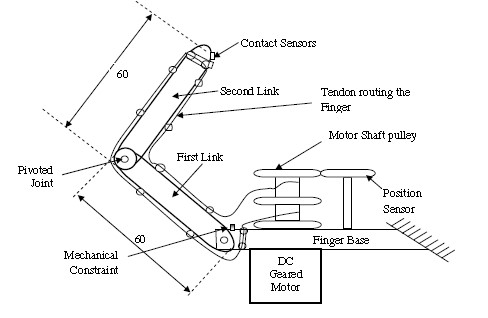 Contact Sensors
60
Second Link
Tendon routing the
Finger
Motor Shaft pulley
First Link
Pivoted
Joint
Position
Sensor
60
Mechanical
Constraint
Finger Base
DC
Geared
Motor